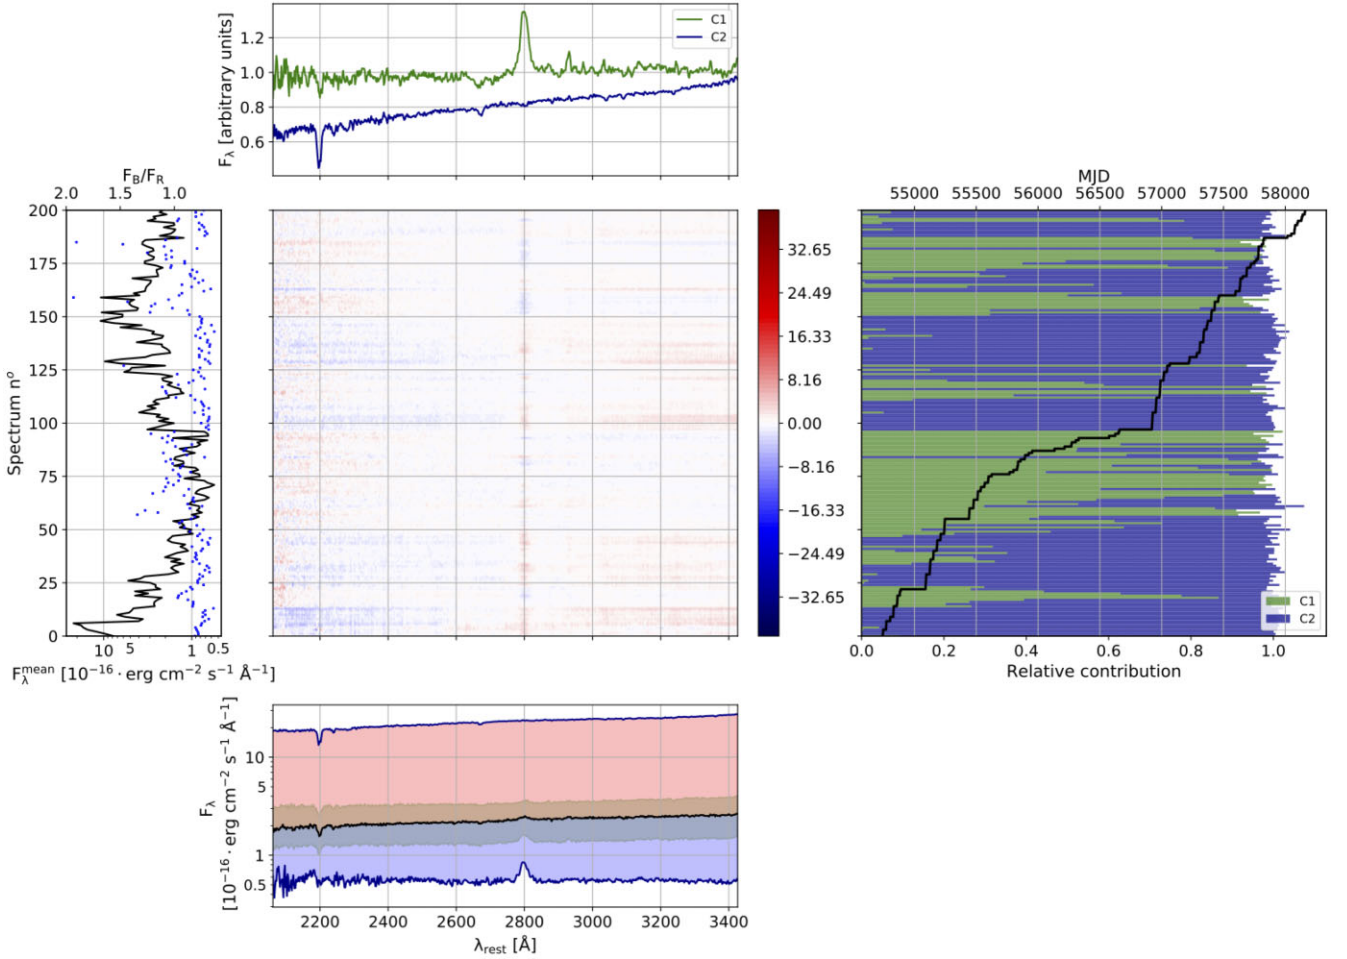 C1
C2
1.2
1.0
0.8
0.6
F_λ [arbitrary units]
F_B/F_R
2.0 1.5 1.0
MJD
55000 55500 56000 56500 57000 57500 58000
200
175
150
125
100
75
50
25
0
Spectrum n°
10 5 1 0.5
F_λ^mean [10⁻¹⁶ · erg cm⁻² s⁻¹ Å⁻¹]
32.65
24.49
16.33
8.16
0.00
−8.16
−16.33
−24.49
−32.65
C1
C2
0.0 0.2 0.4 0.6 0.8 1.0
Relative contribution
F_λ
[10⁻¹⁶ · erg cm⁻² s⁻¹ Å⁻¹]
10
5
1
0.5
2200 2400 2600 2800 3000 3200 3400
λ_rest [Å]